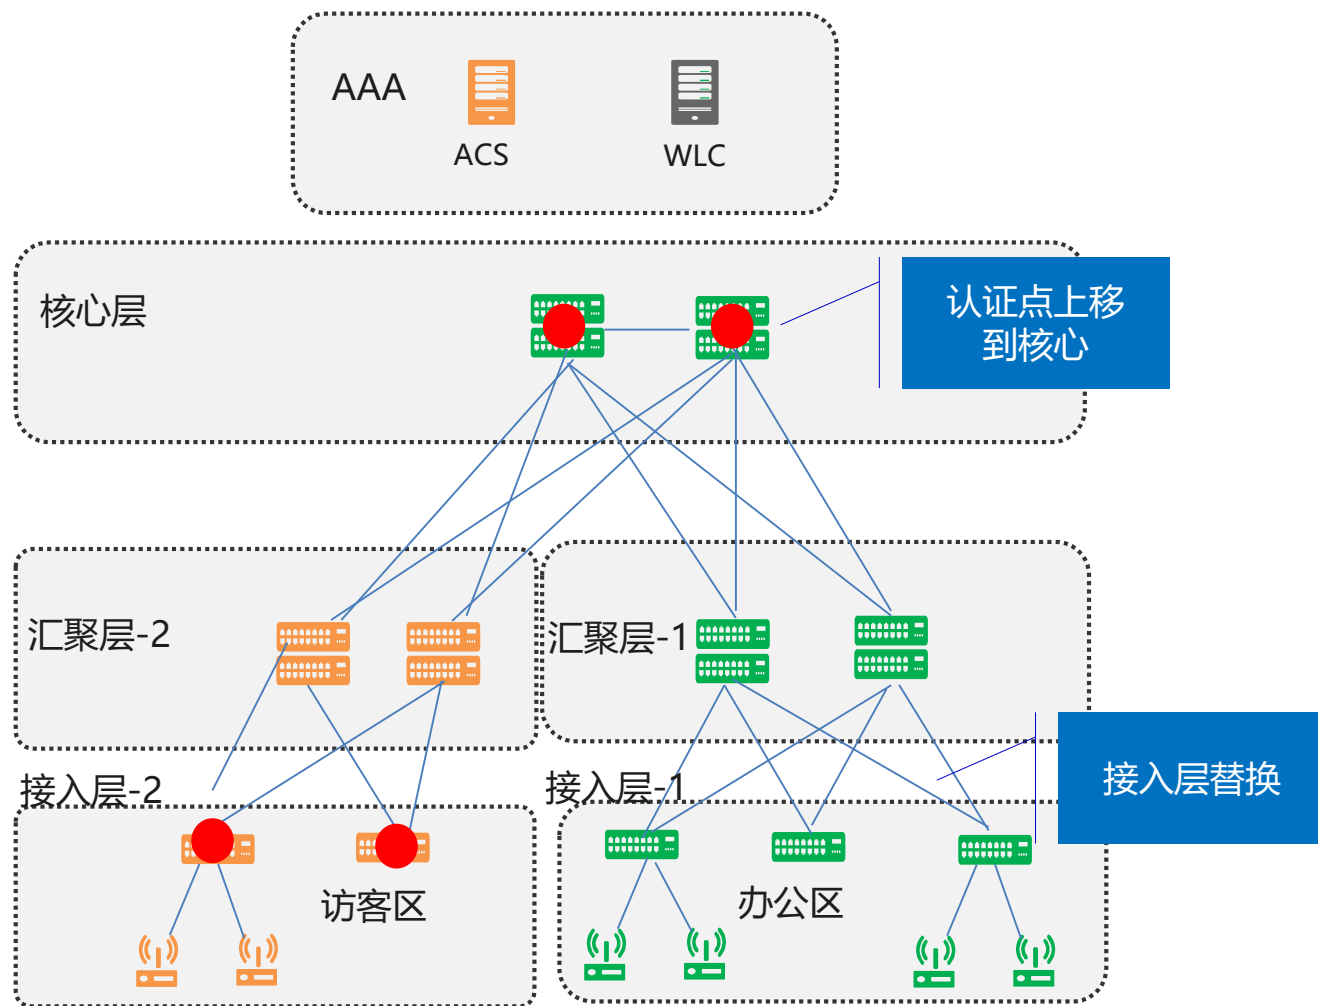 AAA
ACS
WLC
核心层
认证点上移
到核心
汇聚层-2
汇聚层-1
接入层-2
接入层-1
接入层替换
访客区
办公区